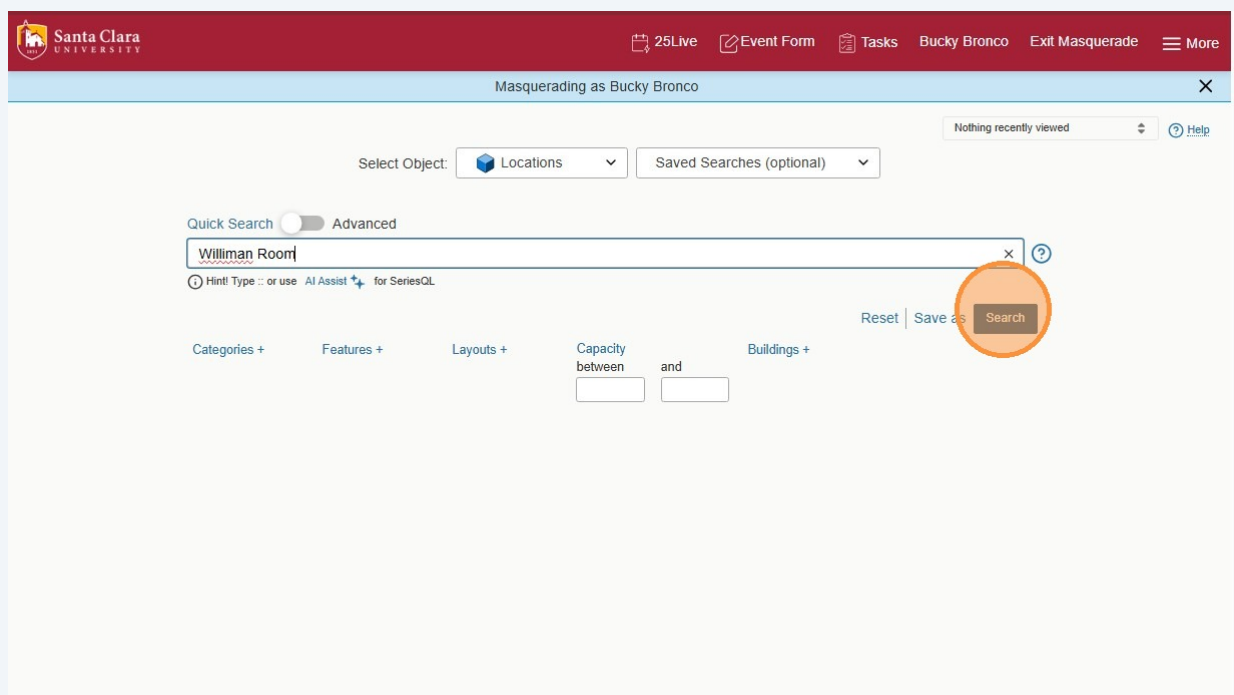 Santa Clara
UNIVERSITY
25Live Event Form Tasks Bucky Bronco Exit Masquerade More
Masquerading as Bucky Bronco
Nothing recently viewed Help
Select Object: Locations Saved Searches (optional)
Quick Search Advanced
Williman Room
Hint! Type :: or use AI Assist for SeriesQL
Reset Save as Search
Categories + Features + Layouts + Capacity Buildings +
between and